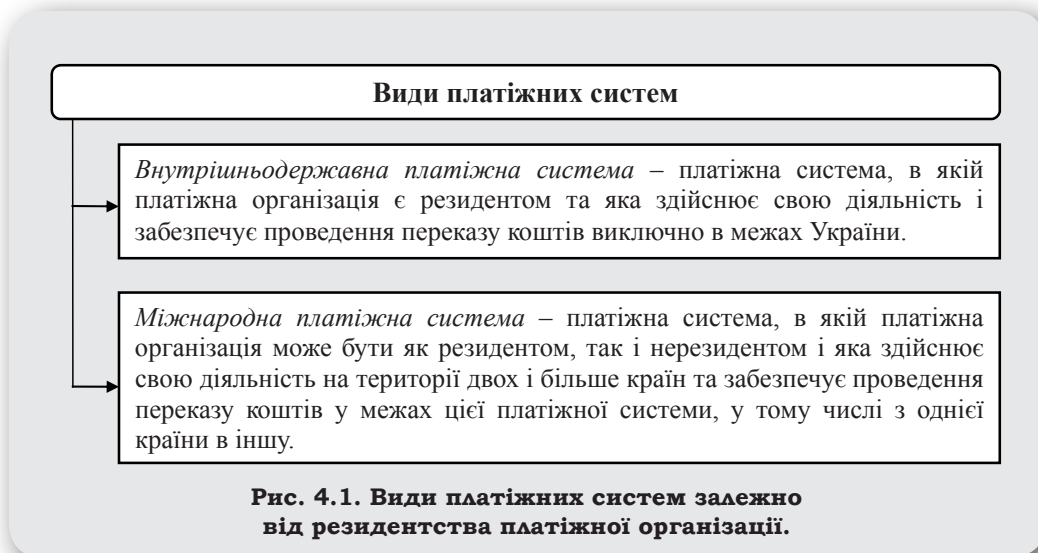 Види платіжних систем
Внутрішньодержавна платіжна система – платіжна система, в якій
платіжна організація є резидентом та яка здійснює свою діяльність і
забезпечує проведення переказу коштів виключно в межах України.
Міжнародна платіжна система – платіжна система, в якій платіжна
організація може бути як резидентом, так і нерезидентом і яка здійснює
свою діяльність на території двох і більше країн та забезпечує проведення
переказу коштів у межах цієї платіжної системи, у тому числі з однієї
країни в іншу.
Рис. 4.1. Види платіжних систем залежно
від резидентства платіжної організації.